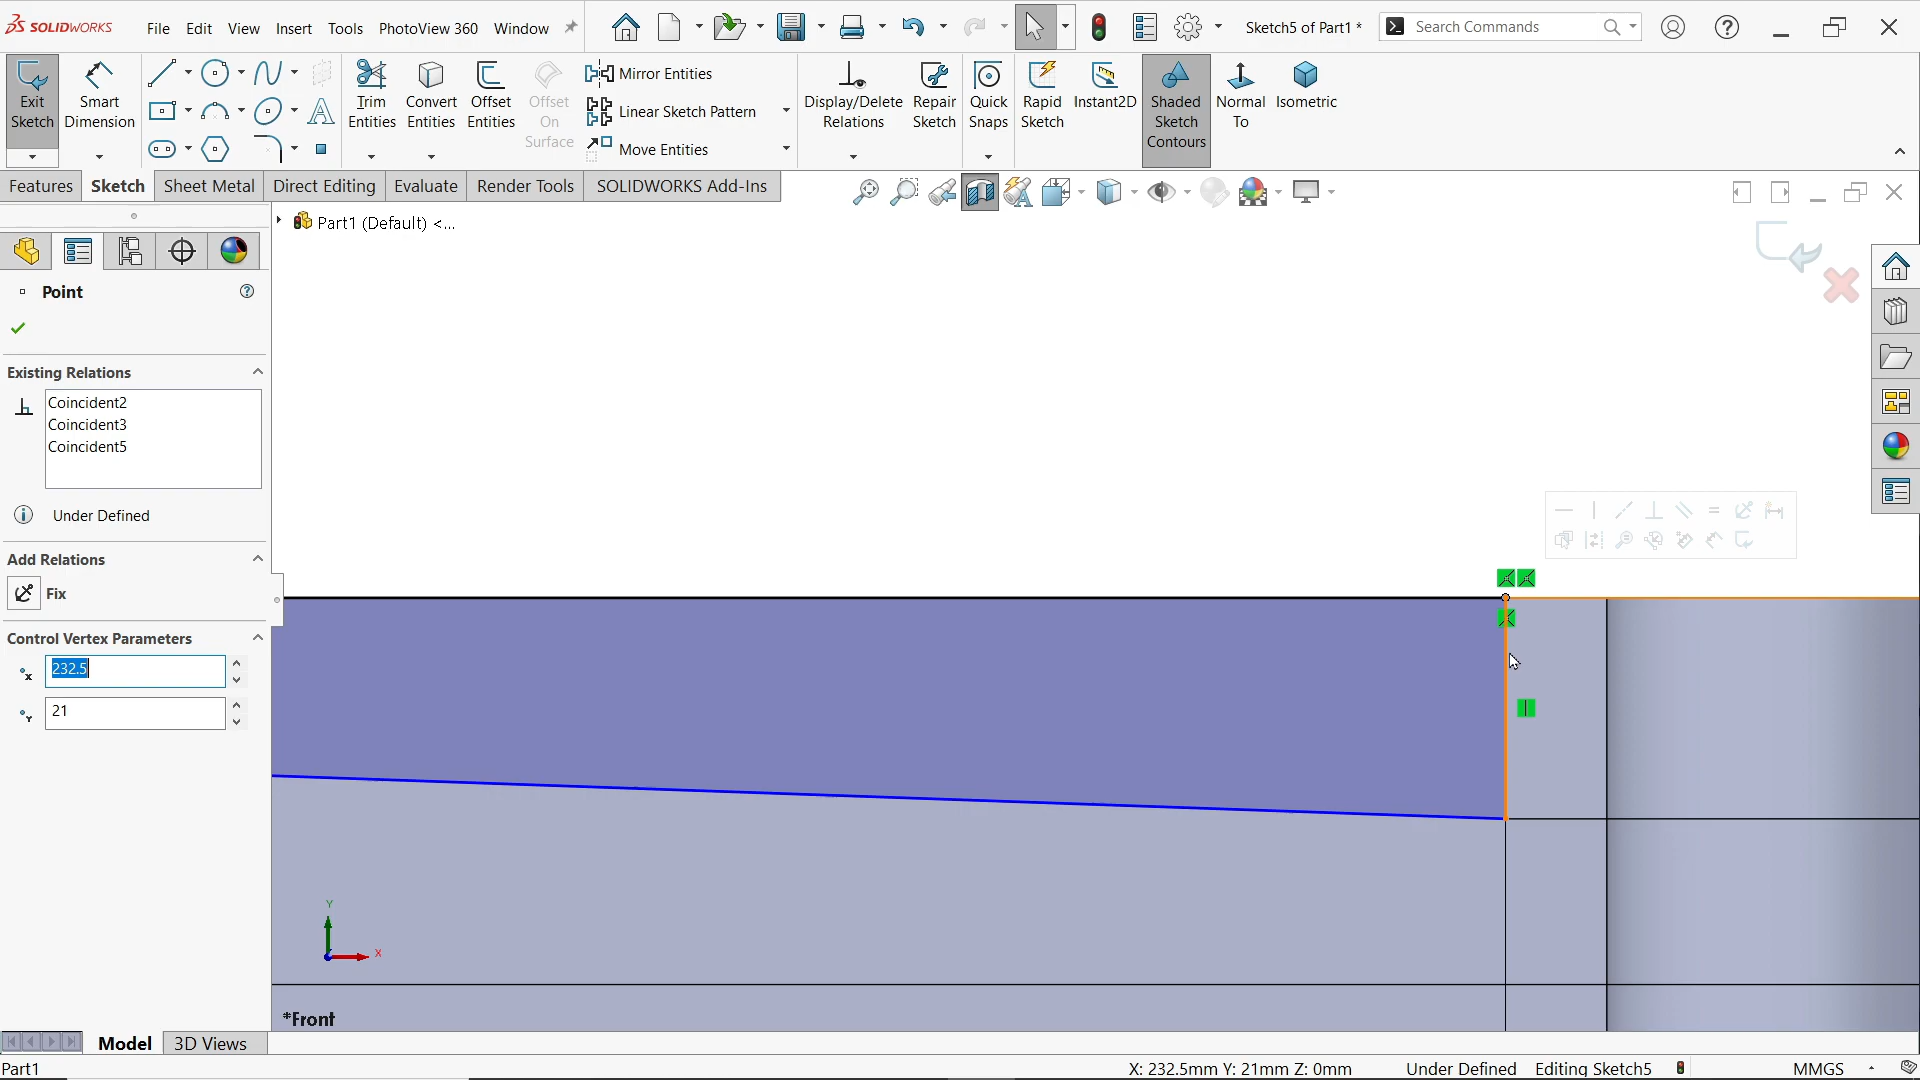 SOLIDWORKS
File Edit View Insert Tools PhotoView 360 Window
Sketch5 of Part1 *
Search Commands
Exit Sketch
Smart Dimension
Trim Entities
Convert Entities
Offset Entities
Offset On Surface
Mirror Entities
Linear Sketch Pattern
Move Entities
Display/Delete Relations
Repair Sketch
Quick Snaps
Rapid Sketch
Instant2D
Shaded Sketch Contours
Normal To
Isometric
Features Sketch Sheet Metal Direct Editing Evaluate Render Tools SOLIDWORKS Add-Ins
Part1 (Default) <...
Point
Existing Relations
Coincident2
Coincident3
Coincident5
Under Defined
Add Relations
Fix
Control Vertex Parameters
X 232.5
Y 21
Y
X
*Front
Model 3D Views
Part1
X: 232.5mm Y: 21mm Z: 0mm Under Defined Editing Sketch5 MMGS